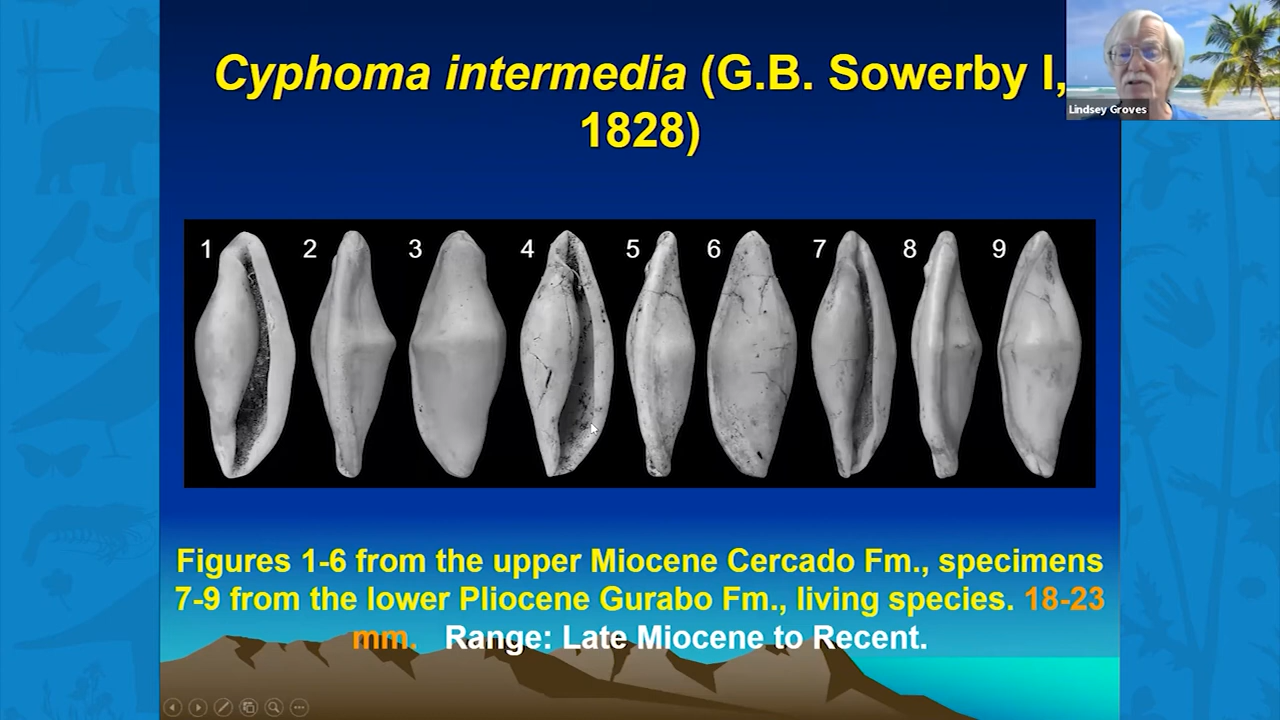 Cyphoma intermedia (G.B. Sowerby I,
1828)
Lindsey Groves
1 2 3 4 5 6 7 8 9
Figures 1-6 from the upper Miocene Cercado Fm., specimens
7-9 from the lower Pliocene Gurabo Fm., living species. 18-23
mm. Range: Late Miocene to Recent.